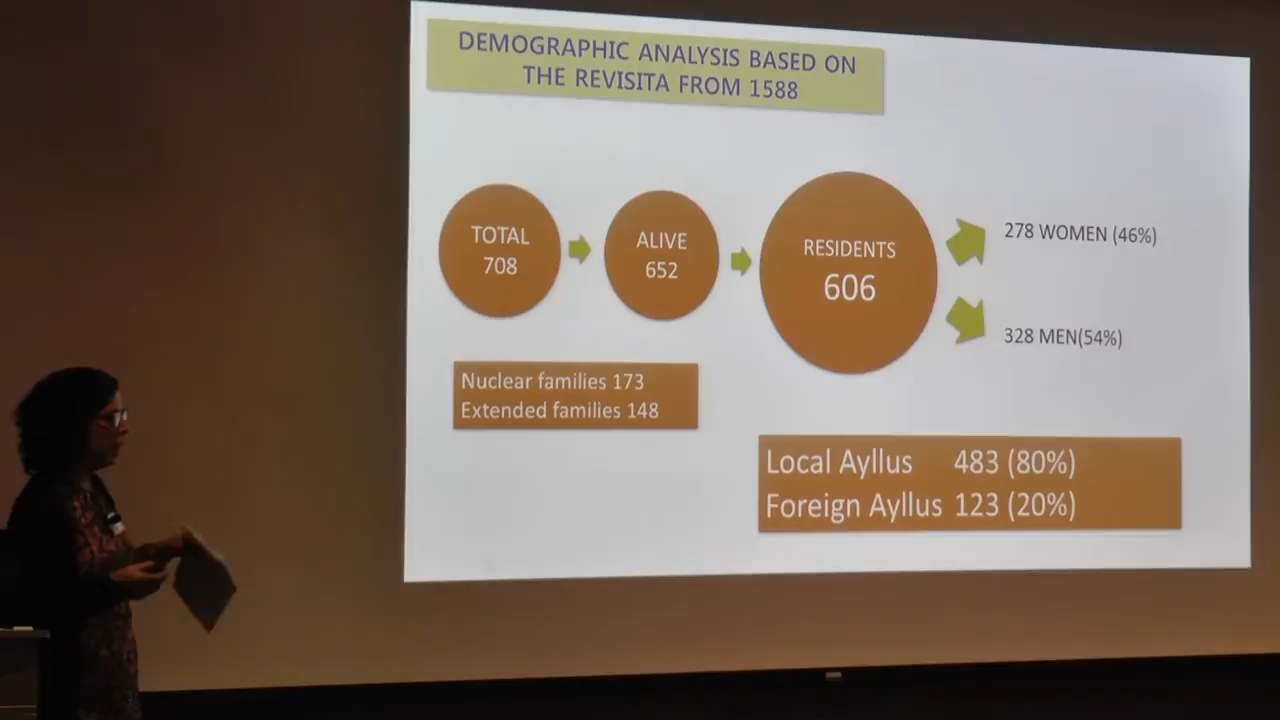 DEMOGRAPHIC ANALYSIS BASED ON
THE REVISITA FROM 1588
TOTAL
708
ALIVE
652
RESIDENTS
606
278 WOMEN (46%)
328 MEN(54%)
Nuclear families 173
Extended families 148
Local Ayllus 483 (80%)
Foreign Ayllus 123 (20%)